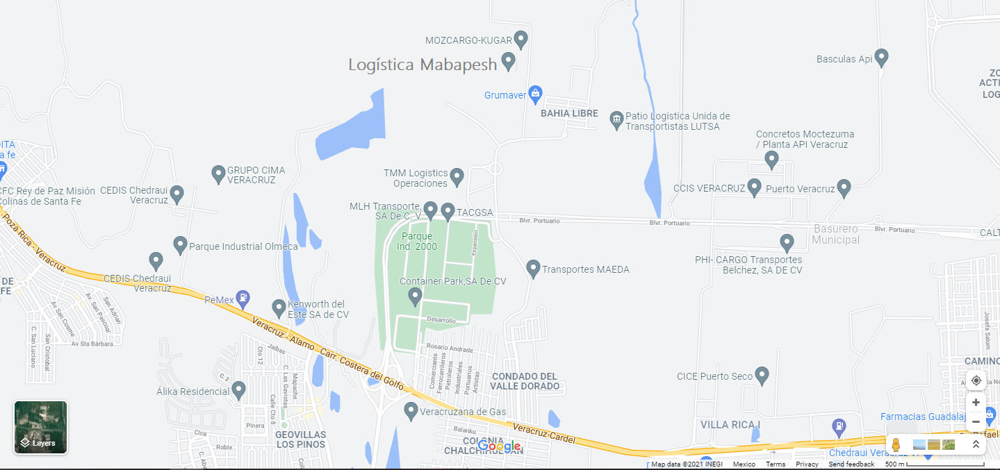 MOZCARGO-KUGAR
Logística Mabapesh
Basculas Api
ZO
ACTI
LOG
Grumaver
BAHIA LIBRE
Patio Logistica Unida de
Transportistas LUTSA
Concretos Moctezuma
/ Planta API Veracruz
DITA
a fe
GRUPO CIMA
VERACRUZ
TMM Logistics
Operaciones
CFC Rey de Paz Misión
Colinas de Santa Fe
CEDIS Chedraui
Veracruz
CCIS VERACRUZ
Puerto Veracruz
MLH Transporte,
SA De C. V
TACGSA
Blvr. Portuario
Blvr. Portuario
Blvr. Portuario
Basurero
Municipal
CALT
Poza Rica - Veracruz
Parque
Ind. 2000
Expansión
Parque Industrial Olmeca
PHI- CARGO Transportes
Belchez, SA DE CV
Transportes MAEDA
CEDIS Chedraui
Veracruz
DE
FE
Container Park,SA De CV
PeMex
Kenworth del
Este SA de CV
Av. San Cosme
Av. San Pascual
San Adrian
Desarrollo
Veracruz - Alamo
Carr. Costera del Golfo
C. San Luciano
San Cristobal
Av Sta Bárbara
Jalbas
Cto 12
Rosario Andrade
Josefa Salum
Comerciante
Ferrocarrileros
Petroleros
Industriales
Portuarios
Artistas
CAMINO
C. 2
C. Las Gaviotas
Mapache
CONDADO DEL
VALLE DORADO
CICE Puerto Seco
Álika Residencial
Calle Cto 8
Veracruzana de Gas
Farmacias Guadalaj
Layers
Pinera
Cica
Roble
C. Ab
GEOVILLAS
LOS PINOS
Balanku
COLONIA
CHALCHIHUECAN
Google
Veracruz-Cardel
VILLA RICA I
Rafael
Chedraui Veracruz
Map data ©2021 INEGI
Mexico
Terms
Privacy
Send feedback
500 m